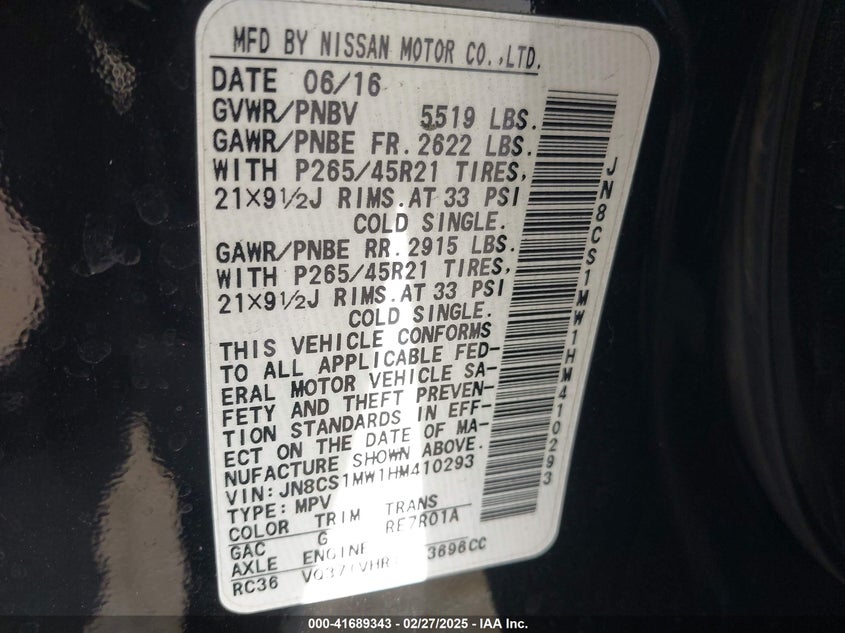 MFD BY NISSAN MOTOR CO.,LTD.
DATE 06/16
GVWR/PNBV 5519 LBS.
GAWR/PNBE FR. 2622 LBS.
WITH P265/45R21 TIRES,
21×9½J RIMS.AT 33 PSI
COLD SINGLE.
GAWR/PNBE RR. 2915 LBS.
WITH P265/45R21 TIRES,
21×9½J RIMS.AT 33 PSI
COLD SINGLE.
THIS VEHICLE CONFORMS
TO ALL APPLICABLE FED-
ERAL MOTOR VEHICLE SA-
FETY AND THEFT PREVEN-
TION STANDARDS IN EFF-
ECT ON THE DATE OF MA-
NUFACTURE SHOWN ABOVE.
VIN: JN8CS1MW1HM410293
TYPE: MPV
COLOR TRIM TRANS
GAC G RE7R01A
AXLE ENGINE
RC36 3696CC
JN8CS1MW1HM410293
000-41689343 - 02/27/2025 - IAA Inc.